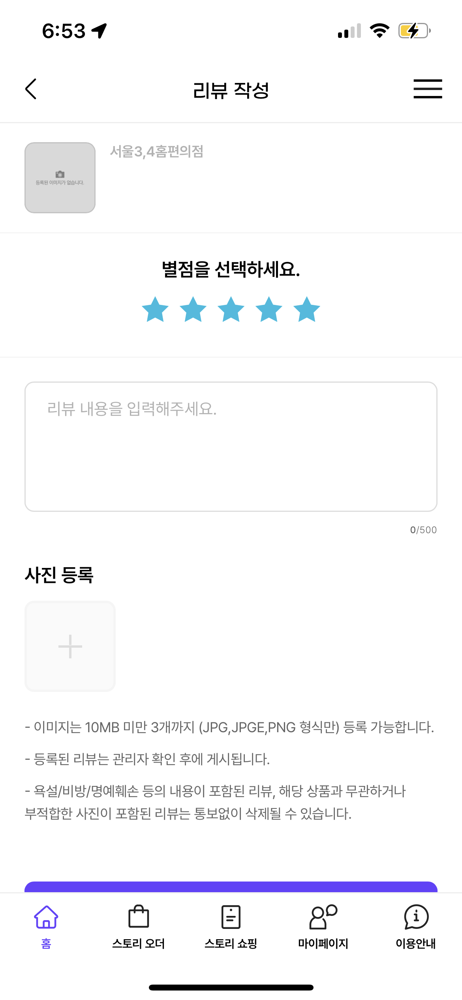 6:53
리뷰 작성
서울3,4홈편의점
등록된 이미지가 없습니다.
별점을 선택하세요.
리뷰 내용을 입력해주세요.
0/500
사진 등록
- 이미지는 10MB 미만 3개까지 (JPG,JPGE,PNG 형식만) 등록 가능합니다.
- 등록된 리뷰는 관리자 확인 후에 게시됩니다.
- 욕설/비방/명예훼손 등의 내용이 포함된 리뷰, 해당 상품과 무관하거나
부적합한 사진이 포함된 리뷰는 통보없이 삭제될 수 있습니다.
홈
스토리 오더
스토리 쇼핑
마이페이지
이용안내